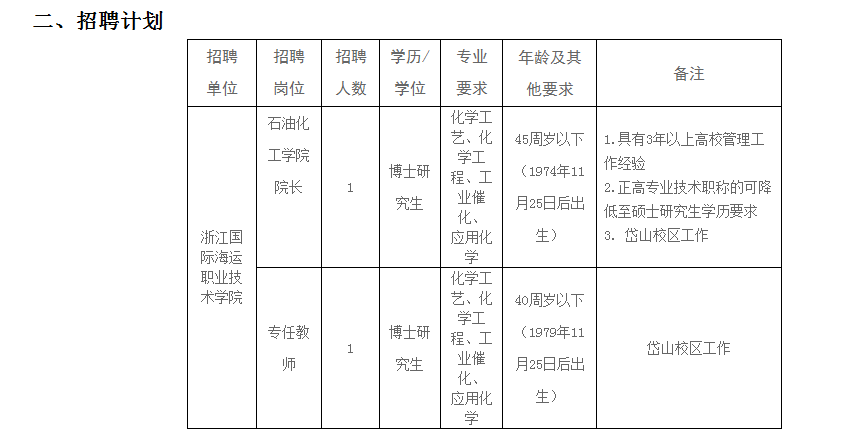 二、招聘计划
招聘
单位
招聘
岗位
招聘
人数
学历/
学位
专业
要求
年龄及其
他要求
备注
浙江国
际海运
职业技
术学院
石油化
工学院
院长
1
博士研
究生
化学工
艺、化
学工
程、工
业催
化、
应用化
学
45周岁以下
（1974年11
月25日后出
生）
1.具有3年以上高校管理工
作经验
2.正高专业技术职称的可降
低至硕士研究生学历要求
3. 岱山校区工作
专任教
师
1
博士研
究生
化学工
艺、化
学工
程、工
业催
化、
应用化
学
40周岁以下
（1979年11
月25日后出
生）
岱山校区工作